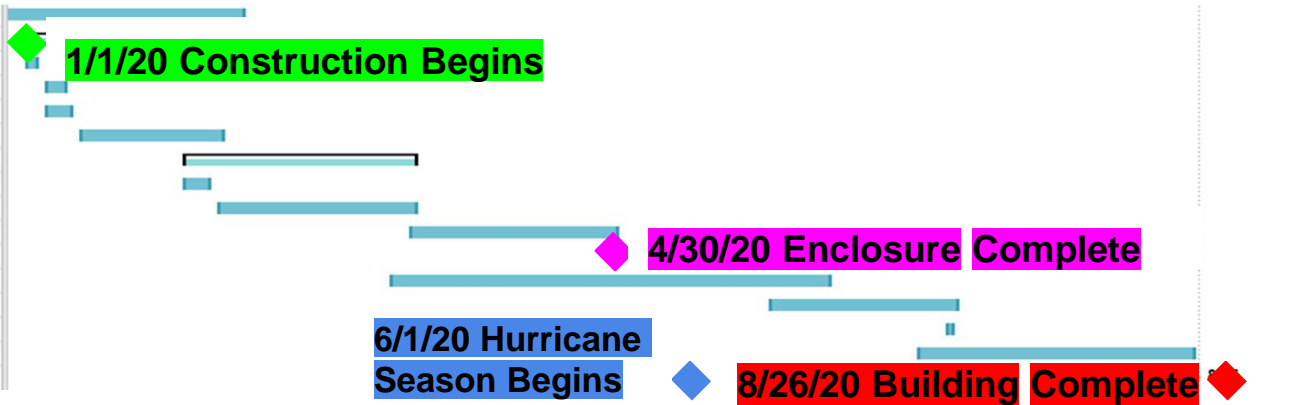 1/1/20 Construction Begins
4/30/20 Enclosure Complete
6/1/20 Hurricane
Season Begins
8/26/20 Building Complete